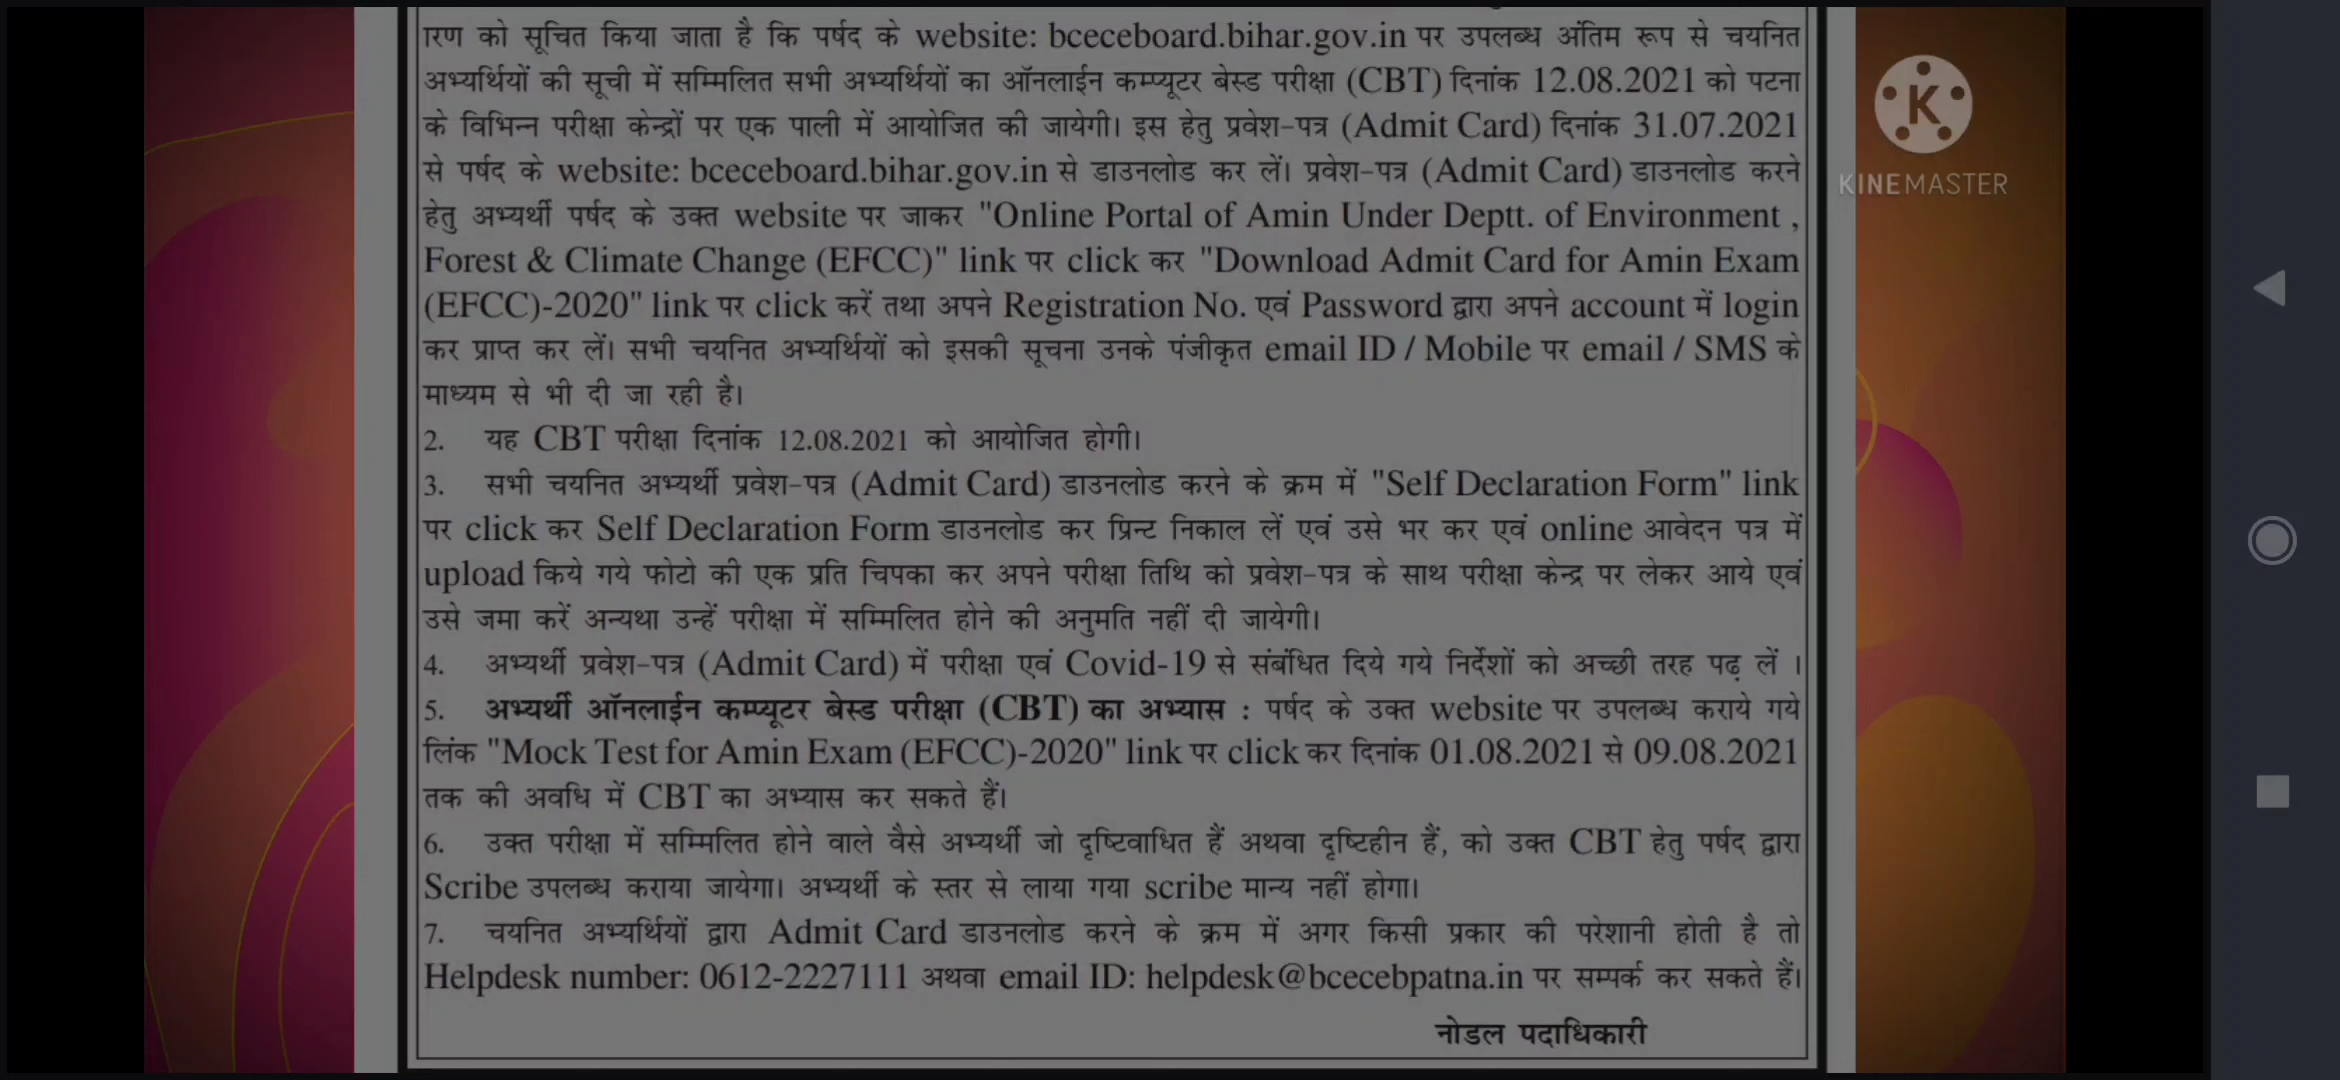 रण को सूचित किया जाता है कि पर्षद के website: bceceboard.bihar.gov.in पर उपलब्ध अंतिम रूप से चयनित
अभ्यर्थियों की सूची में सम्मिलित सभी अभ्यर्थियों का ऑनलाईन कम्प्यूटर बेस्ड परीक्षा (CBT) दिनांक 12.08.2021 को पटना
के विभिन्न परीक्षा केन्द्रों पर एक पाली में आयोजित की जायेगी। इस हेतु प्रवेश-पत्र (Admit Card) दिनांक 31.07.2021
से पर्षद के website: bceceboard.bihar.gov.in से डाउनलोड कर लें। प्रवेश-पत्र (Admit Card) डाउनलोड करने
हेतु अभ्यर्थी पर्षद के उक्त website पर जाकर "Online Portal of Amin Under Deptt. of Environment ,
Forest & Climate Change (EFCC)" link पर click कर "Download Admit Card for Amin Exam
(EFCC)-2020" link पर click करें तथा अपने Registration No. एवं Password द्वारा अपने account में login
कर प्राप्त कर लें। सभी चयनित अभ्यर्थियों को इसकी सूचना उनके पंजीकृत email ID / Mobile पर email / SMS के
माध्यम से भी दी जा रही है।
2. यह CBT परीक्षा दिनांक 12.08.2021 को आयोजित होगी।
3. सभी चयनित अभ्यर्थी प्रवेश-पत्र (Admit Card) डाउनलोड करने के क्रम में "Self Declaration Form" link
पर click कर Self Declaration Form डाउनलोड कर प्रिन्ट निकाल लें एवं उसे भर कर एवं online आवेदन पत्र में
upload किये गये फोटो की एक प्रति चिपका कर अपने परीक्षा तिथि को प्रवेश-पत्र के साथ परीक्षा केन्द्र पर लेकर आये एवं
उसे जमा करें अन्यथा उन्हें परीक्षा में सम्मिलित होने की अनुमति नहीं दी जायेगी।
4. अभ्यर्थी प्रवेश-पत्र (Admit Card) में परीक्षा एवं Covid-19 से संबंधित दिये गये निर्देशों को अच्छी तरह पढ़ लें ।
5. अभ्यर्थी ऑनलाईन कम्प्यूटर बेस्ड परीक्षा (CBT) का अभ्यास : पर्षद के उक्त website पर उपलब्ध कराये गये
लिंक "Mock Test for Amin Exam (EFCC)-2020" link पर click कर दिनांक 01.08.2021 से 09.08.2021
तक की अवधि में CBT का अभ्यास कर सकते हैं।
6. उक्त परीक्षा में सम्मिलित होने वाले वैसे अभ्यर्थी जो दृष्टिवाधित हैं अथवा दृष्टिहीन हैं, को उक्त CBT हेतु पर्षद द्वारा
Scribe उपलब्ध कराया जायेगा। अभ्यर्थी के स्तर से लाया गया scribe मान्य नहीं होगा।
7. चयनित अभ्यर्थियों द्वारा Admit Card डाउनलोड करने के क्रम में अगर किसी प्रकार की परेशानी होती है तो
Helpdesk number: 0612-2227111 अथवा email ID: helpdesk@bcecebpatna.in पर सम्पर्क कर सकते हैं।
नोडल पदाधिकारी
K
KINEMASTER